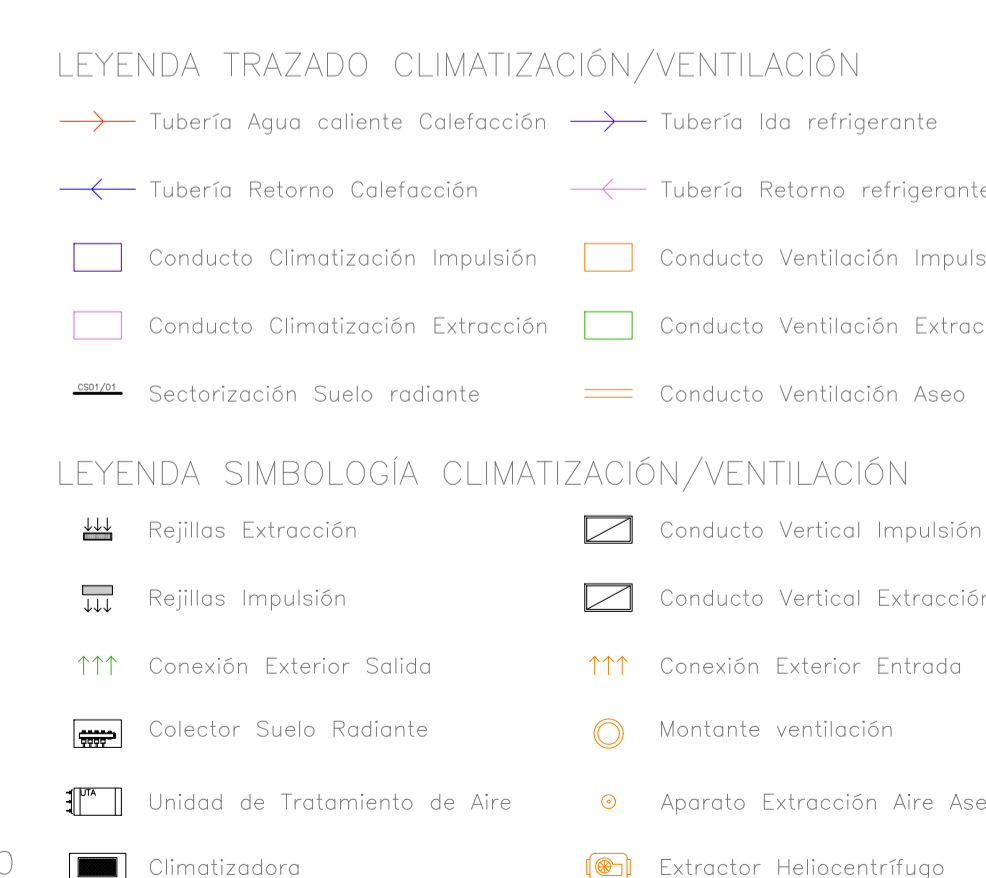 LEYENDA TRAZADO CLIMATIZACIÓN/VENTILACIÓN
Tubería Agua caliente Calefacción
Tubería Ida refrigerante
Tubería Retorno Calefacción
Tubería Retorno refrigerante
Conducto Climatización Impulsión
Conducto Ventilación Impuls
Conducto Climatización Extracción
Conducto Ventilación Extrac
CS01/01
Sectorización Suelo radiante
Conducto Ventilación Aseo
LEYENDA SIMBOLOGÍA CLIMATIZACIÓN/VENTILACIÓN
Rejillas Extracción
Conducto Vertical Impulsión
Rejillas Impulsión
Conducto Vertical Extracción
Conexión Exterior Salida
Conexión Exterior Entrada
Colector Suelo Radiante
Montante ventilación
UTA
Unidad de Tratamiento de Aire
Aparato Extracción Aire Ase
Climatizadora
Extractor Heliocentrífugo